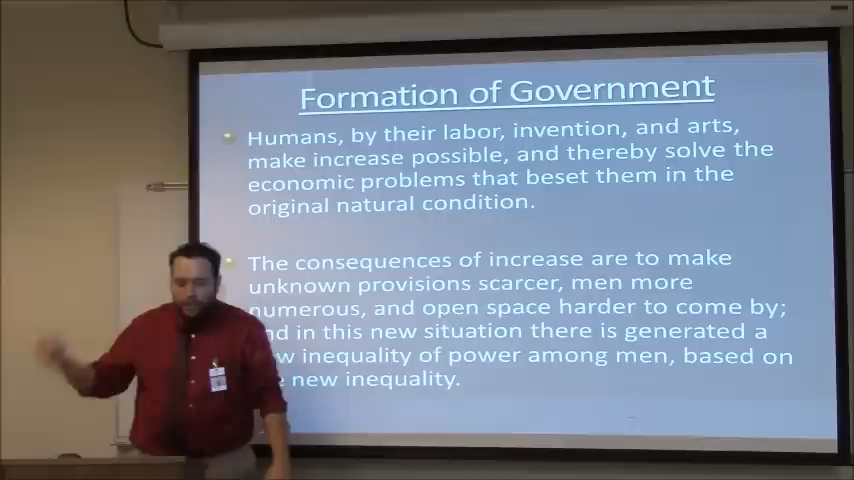 Formation of Government
Humans, by their labor, invention, and arts,
make increase possible, and thereby solve the
economic problems that beset them in the
original natural condition.
The consequences of increase are to make
unknown provisions scarcer, men more
numerous, and open space harder to come by;
nd in this new situation there is generated a
w inequality of power among men, based on
e new inequality.